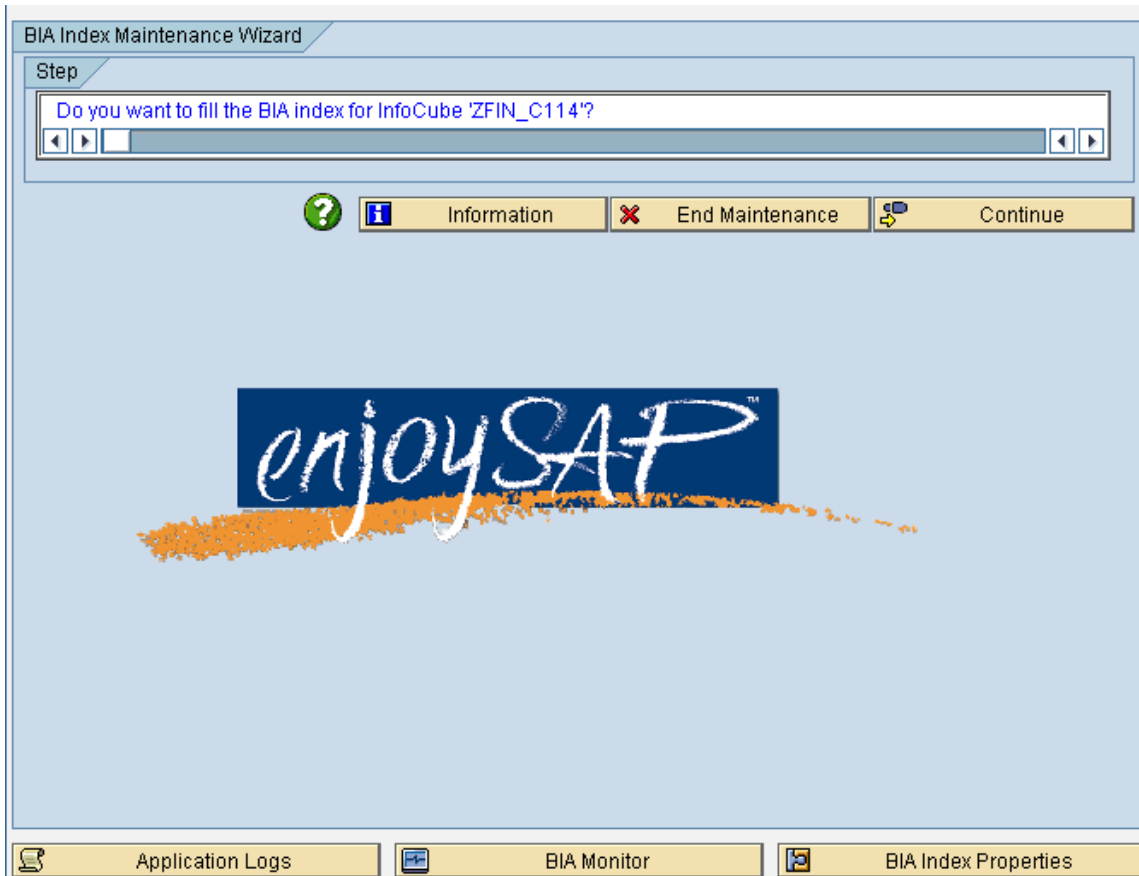 BIA Index Maintenance Wizard
Step
Do you want to fill the BIA index for InfoCube 'ZFIN_C114'?
Information
End Maintenance
Continue
enjoySAP™
Application Logs
BIA Monitor
BIA Index Properties